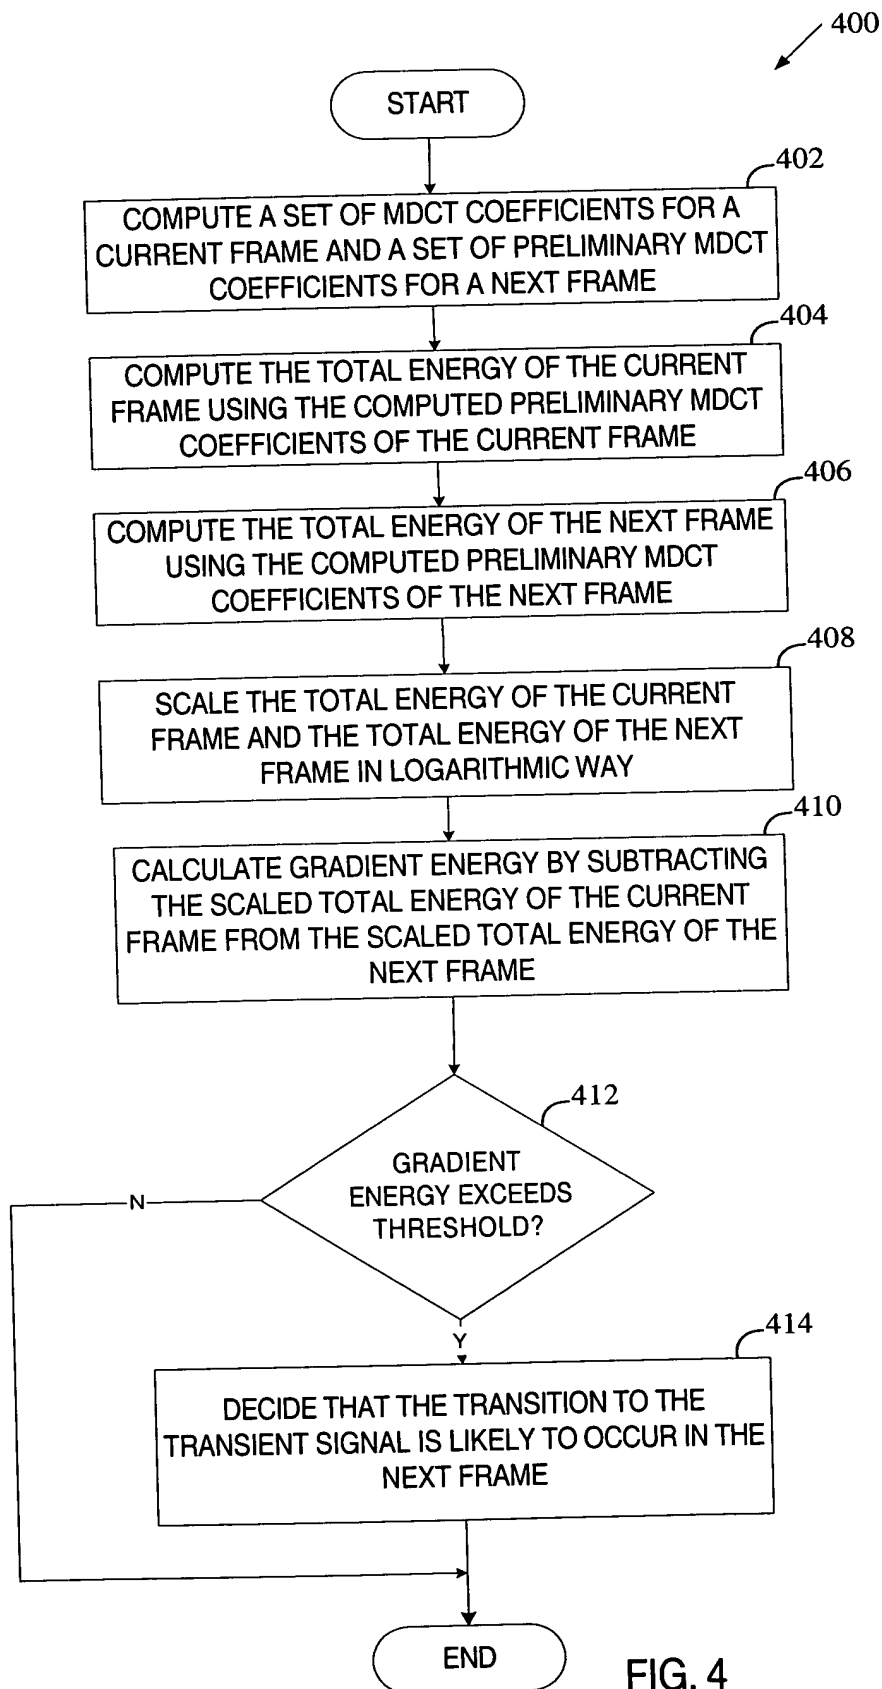 400
START
402
COMPUTE A SET OF MDCT COEFFICIENTS FOR A
CURRENT FRAME AND A SET OF PRELIMINARY MDCT
COEFFICIENTS FOR A NEXT FRAME
404
COMPUTE THE TOTAL ENERGY OF THE CURRENT
FRAME USING THE COMPUTED PRELIMINARY MDCT
COEFFICIENTS OF THE CURRENT FRAME
406
COMPUTE THE TOTAL ENERGY OF THE NEXT FRAME
USING THE COMPUTED PRELIMINARY MDCT
COEFFICIENTS OF THE NEXT FRAME
408
SCALE THE TOTAL ENERGY OF THE CURRENT
FRAME AND THE TOTAL ENERGY OF THE NEXT
FRAME IN LOGARITHMIC WAY
410
CALCULATE GRADIENT ENERGY BY SUBTRACTING
THE SCALED TOTAL ENERGY OF THE CURRENT
FRAME FROM THE SCALED TOTAL ENERGY OF THE
NEXT FRAME
412
GRADIENT
ENERGY EXCEEDS
THRESHOLD?
N
Y
414
DECIDE THAT THE TRANSITION TO THE
TRANSIENT SIGNAL IS LIKELY TO OCCUR IN THE
NEXT FRAME
END
FIG. 4